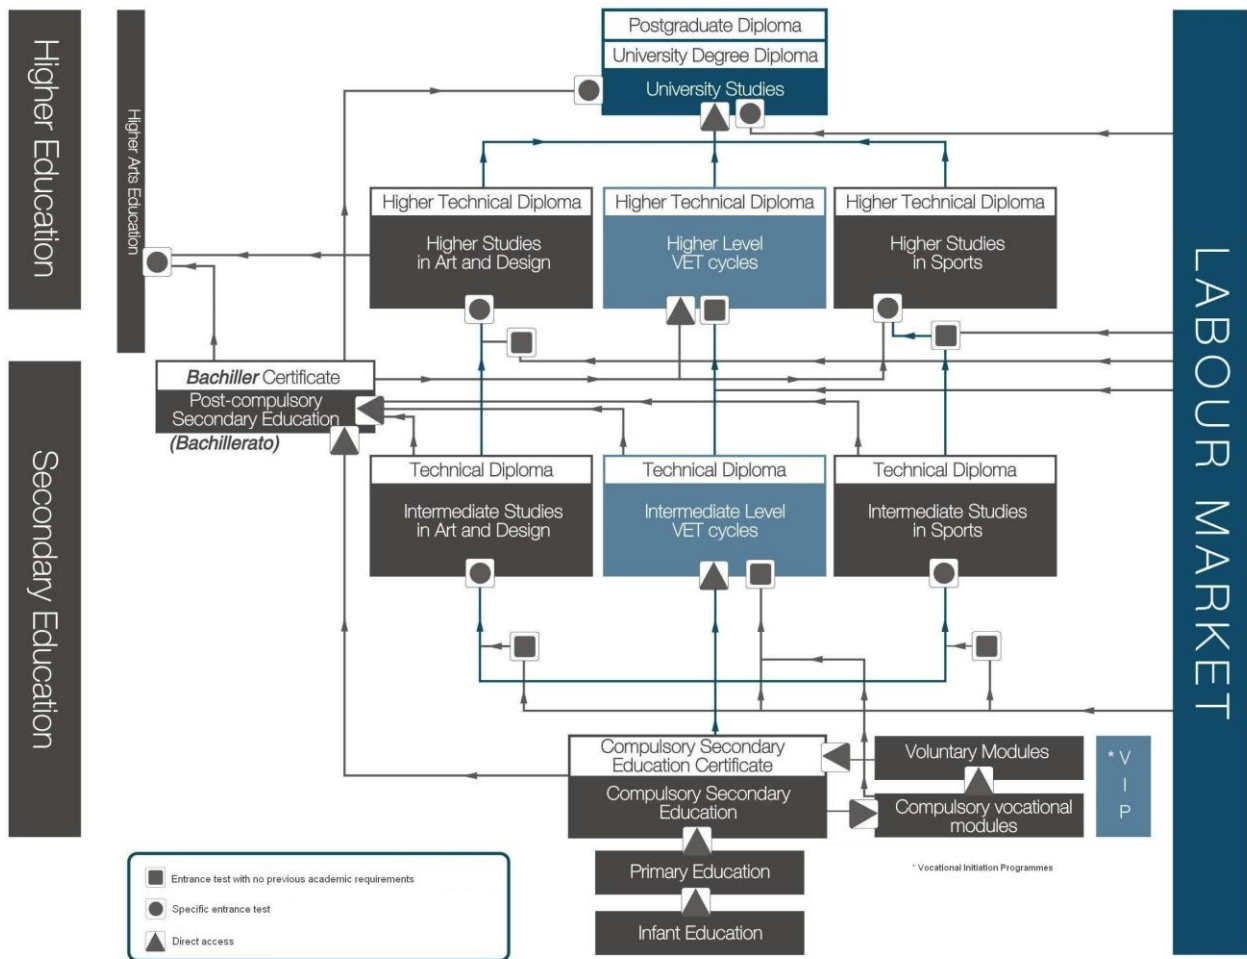 Higher Education
Secondary Education
Higher Arts Education
Postgraduate Diploma
University Degree Diploma
University Studies
Higher Technical Diploma
Higher Studies
in Art and Design
Higher Technical Diploma
Higher Level
VET cycles
Higher Technical Diploma
Higher Studies
in Sports
Bachiller Certificate
Post-compulsory
Secondary Education
(Bachillerato)
Technical Diploma
Intermediate Studies
in Art and Design
Technical Diploma
Intermediate Level
VET cycles
Technical Diploma
Intermediate Studies
in Sports
Compulsory Secondary
Education Certificate
Compulsory Secondary
Education
Primary Education
Infant Education
Voluntary Modules
Compulsory vocational
modules
* V
I
P
* Vocational Initiation Programmes
LABOUR MARKET
Entrance test with no previous academic requirements
Specific entrance test
Direct access